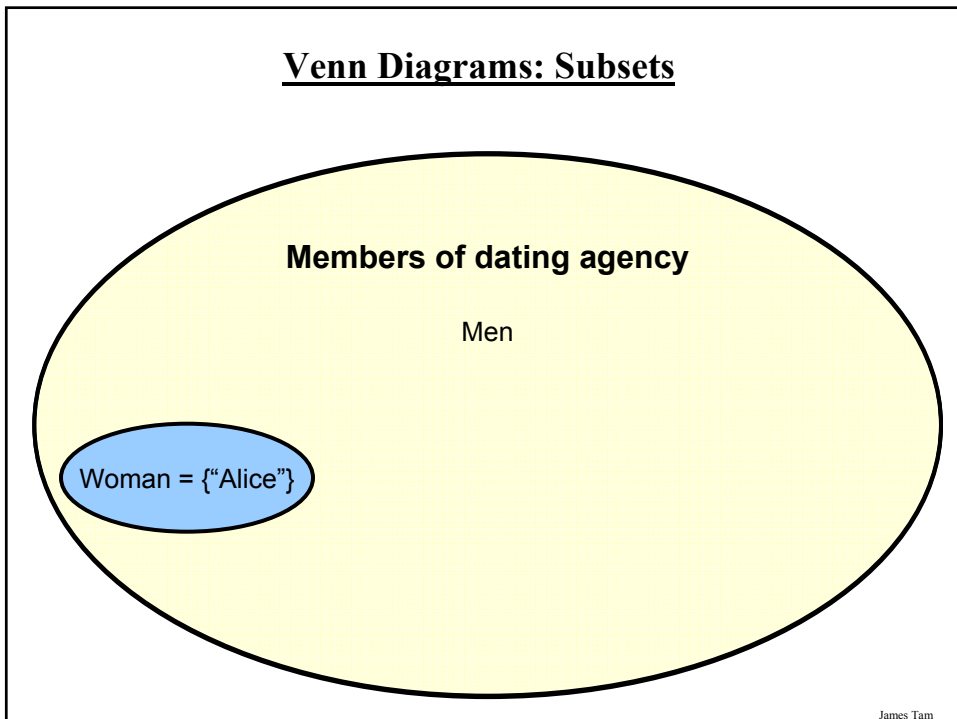 Venn Diagrams: Subsets
Members of dating agency
Men
Woman = {“Alice”}
James Tam